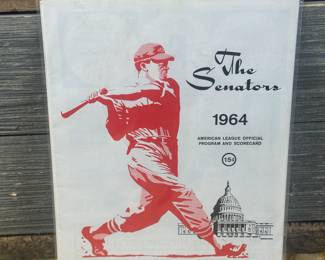 The
Senators
1964
AMERICAN LEAGUE OFFICIAL
PROGRAM AND SCORECARD
15¢